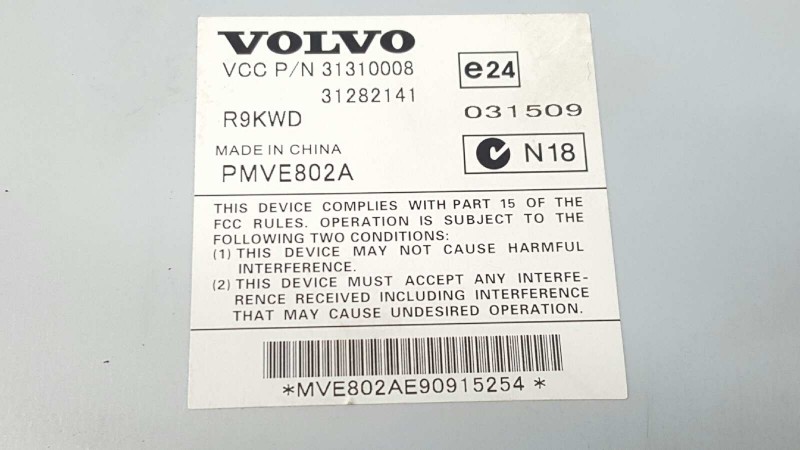 VOLVO
VCC P/N 31310008
31282141
e24
031509
R9KWD
MADE IN CHINA
PMVE802A
N18
THIS DEVICE COMPLIES WITH PART 15 OF THE
FCC RULES. OPERATION IS SUBJECT TO THE
FOLLOWING TWO CONDITIONS:
(1) THIS DEVICE MAY NOT CAUSE HARMFUL
INTERFERENCE.
(2) THIS DEVICE MUST ACCEPT ANY INTERFE-
RENCE RECEIVED INCLUDING INTERFERENCE
THAT MAY CAUSE UNDESIRED OPERATION.
*MVE802AE90915254*